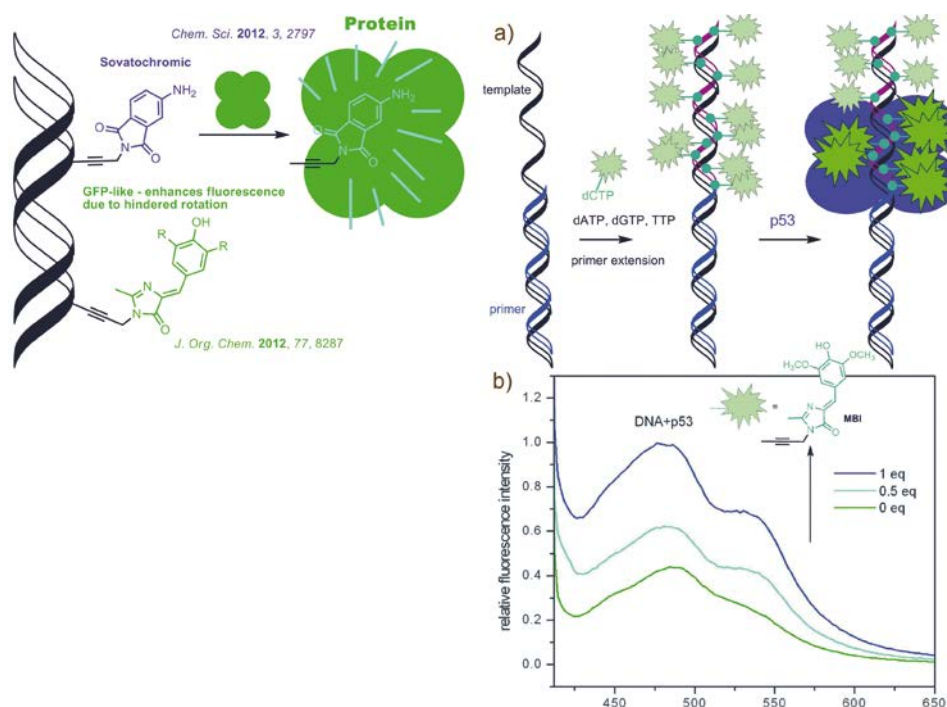 Protein
Chem. Sci. 2012, 3, 2797
Sovatochromic
NH₂
O
N
O
NH₂
O
N
O
GFP-like - enhances fluorescence
due to hindered rotation
OH
R
R
N
N
O
J. Org. Chem. 2012, 77, 8287
a)
template
dCTP
dATP, dGTP, TTP
primer extension
p53
primer
b)
1.2
1.0
0.8
0.6
0.4
0.2
0.0
relative fluorescence intensity
DNA+p53
=
HO
H₃CO
OCH₃
N
N
O
MBI
1 eq
0.5 eq
0 eq
450
500
550
600
650